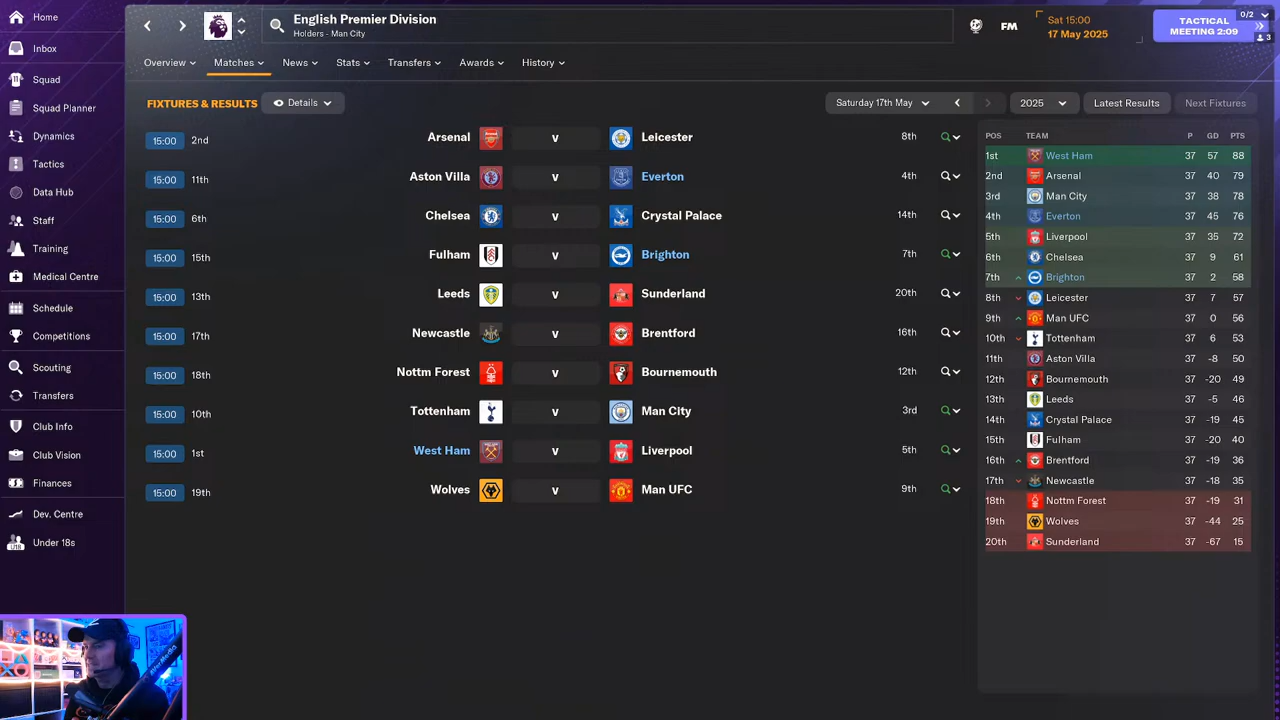 Home
Inbox
Squad
Squad Planner
Dynamics
Tactics
Data Hub
Staff
Training
Medical Centre
Schedule
Competitions
Scouting
Transfers
Club Info
Club Vision
Finances
Dev. Centre
Under 18s
English Premier Division
Holders - Man City
FM
Sat 15:00
17 May 2025
TACTICAL
MEETING 2:09
0/2
3
Overview Matches News Stats Transfers Awards History
FIXTURES & RESULTS Details Saturday 17th May 2025 Latest Results Next Fixtures
15:00 2nd Arsenal v Leicester 8th
15:00 11th Aston Villa v Everton 4th
15:00 6th Chelsea v Crystal Palace 14th
15:00 15th Fulham v Brighton 7th
15:00 13th Leeds v Sunderland 20th
15:00 17th Newcastle v Brentford 16th
15:00 18th Nottm Forest v Bournemouth 12th
15:00 10th Tottenham v Man City 3rd
15:00 1st West Ham v Liverpool 5th
15:00 19th Wolves v Man UFC 9th
POS TEAM P GD PTS
1st West Ham 37 57 88
2nd Arsenal 37 40 79
3rd Man City 37 38 78
4th Everton 37 45 76
5th Liverpool 37 35 72
6th Chelsea 37 9 61
7th Brighton 37 2 58
8th Leicester 37 7 57
9th Man UFC 37 0 56
10th Tottenham 37 6 53
11th Aston Villa 37 -8 50
12th Bournemouth 37 -20 49
13th Leeds 37 -5 46
14th Crystal Palace 37 -19 45
15th Fulham 37 -20 40
16th Brentford 37 -19 36
17th Newcastle 37 -18 35
18th Nottm Forest 37 -19 31
19th Wolves 37 -44 25
20th Sunderland 37 -67 15